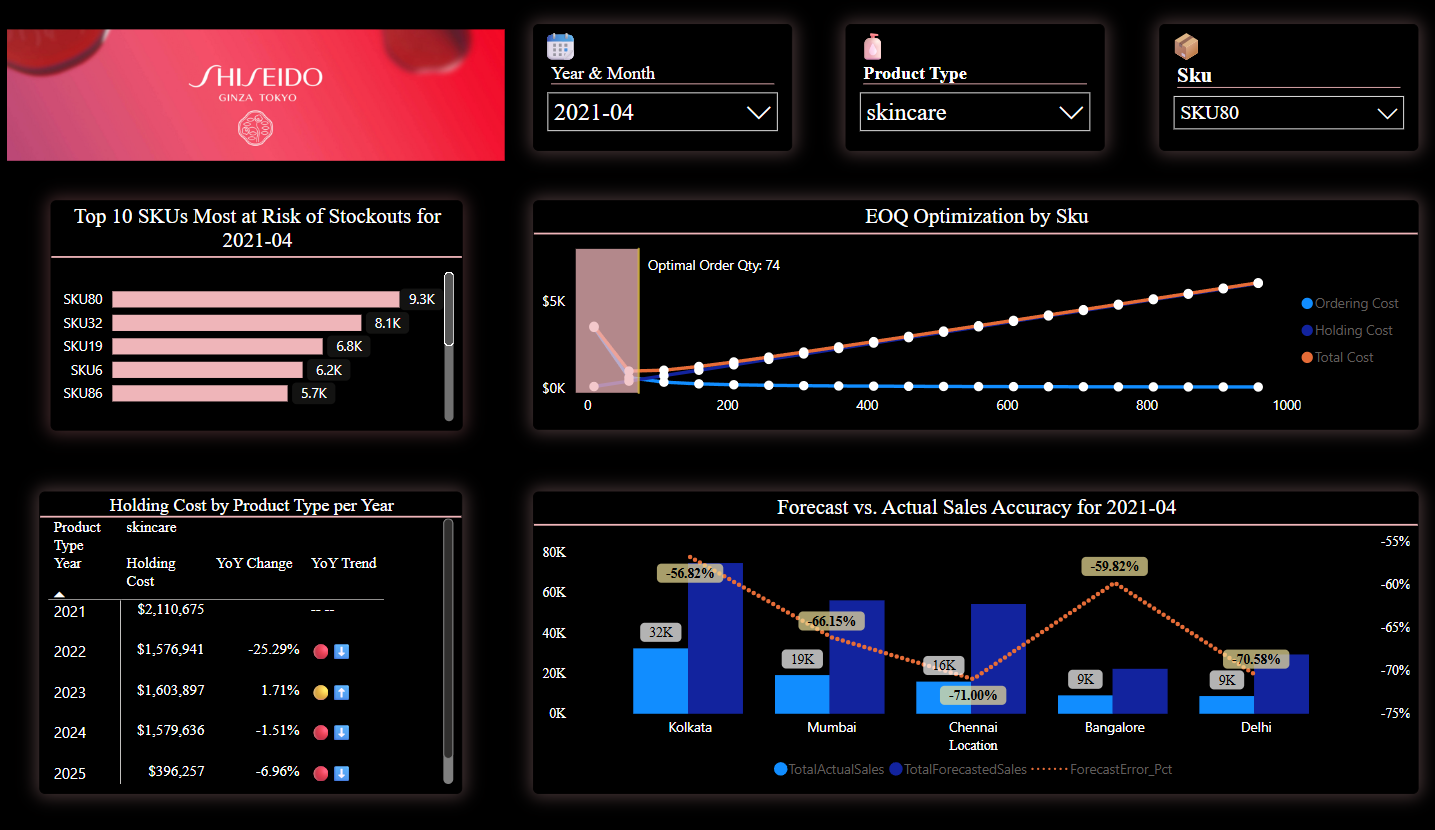 SHISEIDO
GINZA TOKYO
Year & Month
2021-04
Product Type
skincare
Sku
SKU80
Top 10 SKUs Most at Risk of Stockouts for
2021-04
SKU80 9.3K
SKU32 8.1K
SKU19 6.8K
SKU6 6.2K
SKU86 5.7K
EOQ Optimization by Sku
Optimal Order Qty: 74
$5K
$0K
0 200 400 600 800 1000
Ordering Cost
Holding Cost
Total Cost
Holding Cost by Product Type per Year
Product Type skincare
Year Holding Cost YoY Change YoY Trend
2021 $2,110,675 -- --
2022 $1,576,941 -25.29%
2023 $1,603,897 1.71%
2024 $1,579,636 -1.51%
2025 $396,257 -6.96%
Forecast vs. Actual Sales Accuracy for 2021-04
80K
60K
40K
20K
0K
-55%
-60%
-65%
-70%
-75%
-56.82% -66.15% -71.00% -59.82% -70.58%
32K 19K 16K 9K 9K
Kolkata Mumbai Chennai Bangalore Delhi
Location
TotalActualSales TotalForecastedSales ForecastError_Pct